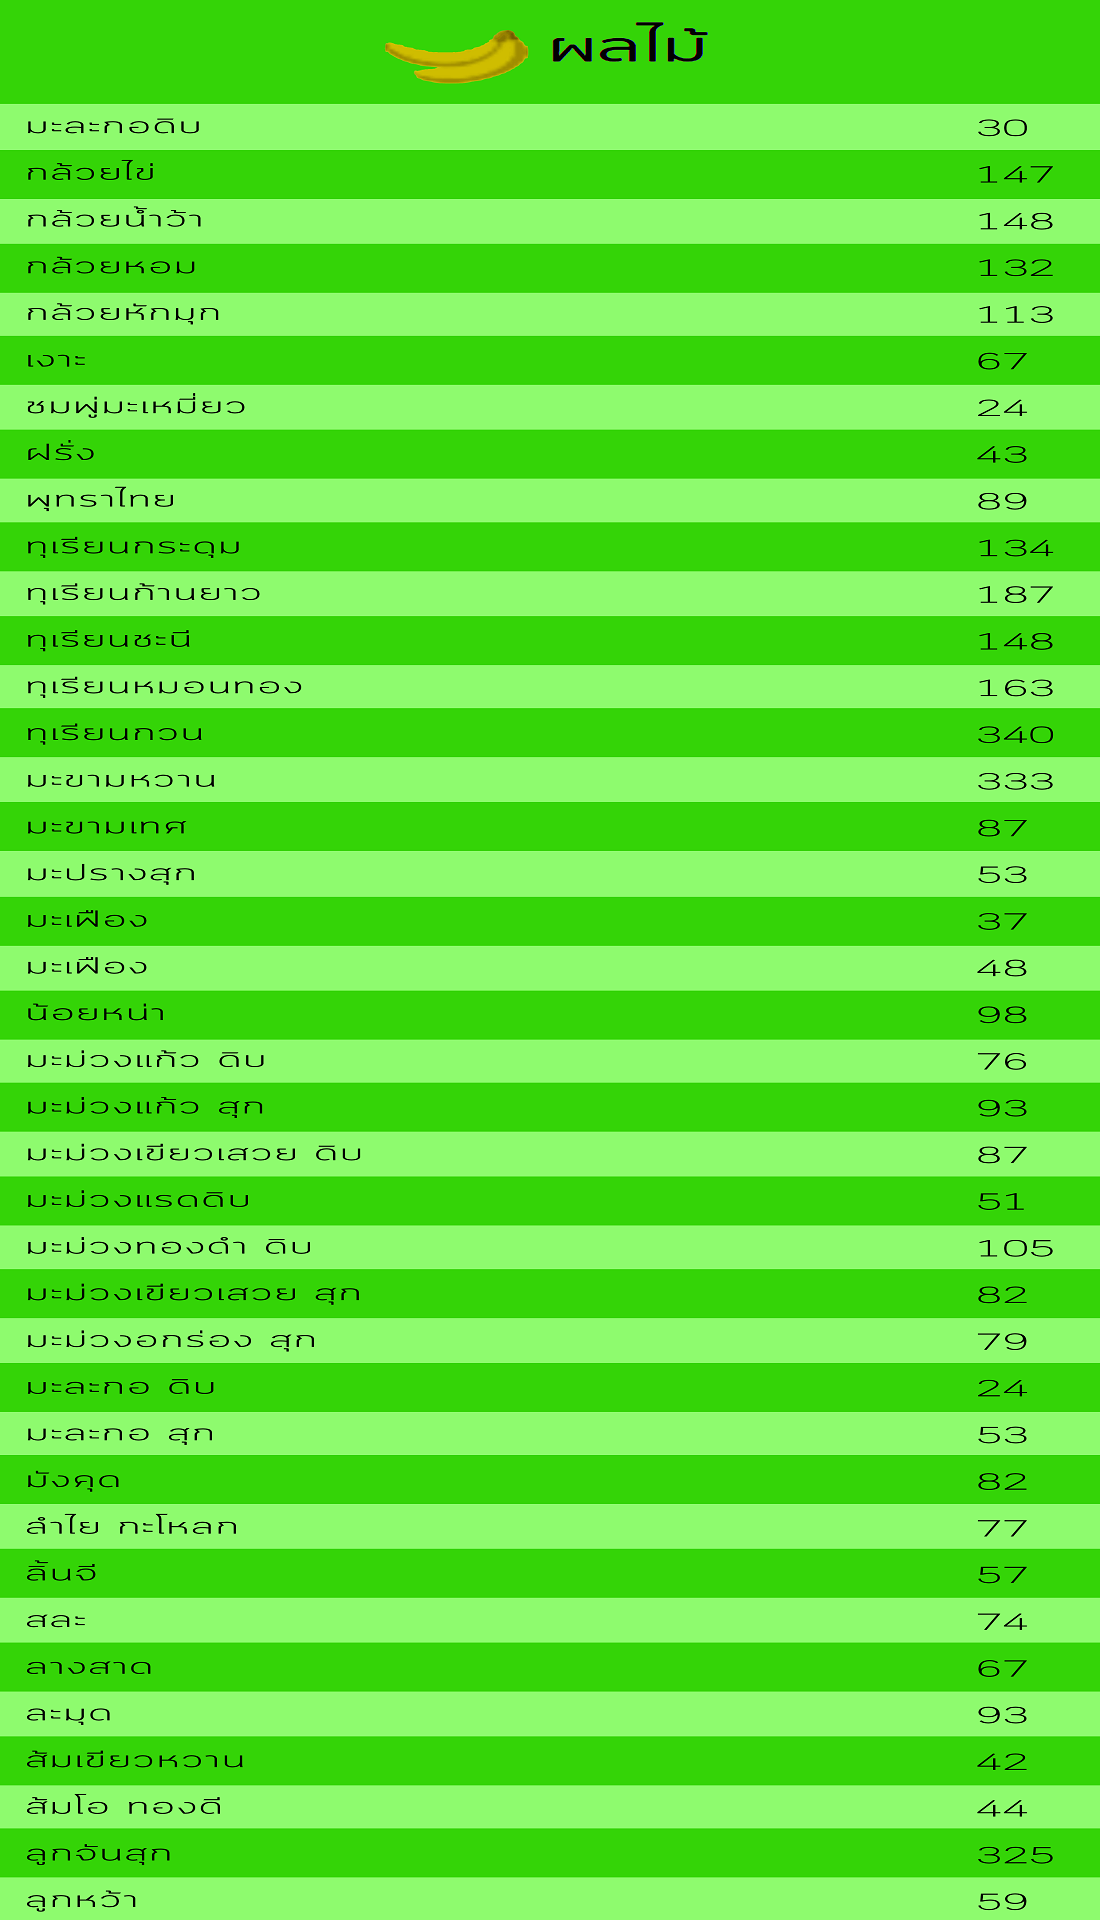 ผลไม้
มะละกอดิบ 30
กล้วยไข่ 147
กล้วยน้ำว้า 148
กล้วยหอม 132
กล้วยหักมุก 113
เงาะ 67
ชมพู่มะเหมี่ยว 24
ฝรั่ง 43
พุทราไทย 89
ทุเรียนกระดุม 134
ทุเรียนก้านยาว 187
ทุเรียนชะนี 148
ทุเรียนหมอนทอง 163
ทุเรียนกวน 340
มะขามหวาน 333
มะขามเทศ 87
มะปรางสุก 53
มะเฟือง 37
มะเฟือง 48
น้อยหน่า 98
มะม่วงแก้ว ดิบ 76
มะม่วงแก้ว สุก 93
มะม่วงเขียวเสวย ดิบ 87
มะม่วงแรดดิบ 51
มะม่วงทองดำ ดิบ 105
มะม่วงเขียวเสวย สุก 82
มะม่วงอกร่อง สุก 79
มะละกอ ดิบ 24
มะละกอ สุก 53
มังคุด 82
ลำไย กะโหลก 77
ลิ้นจี 57
สละ 74
ลางสาด 67
ละมุด 93
ส้มเขียวหวาน 42
ส้มโอ ทองดี 44
ลูกจันสุก 325
ลูกหว้า 59